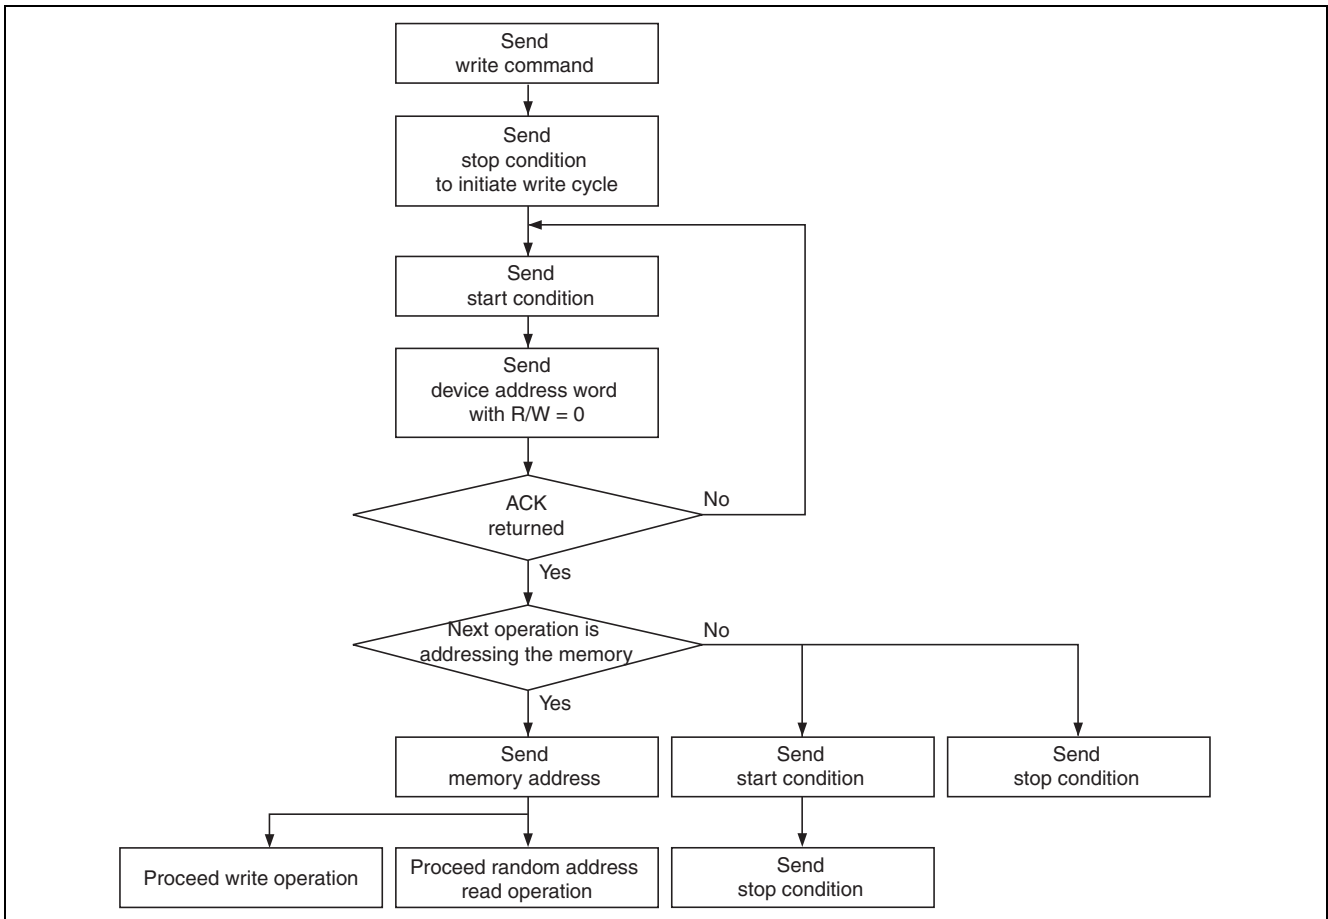 Send
write command
Send
stop condition
to initiate write cycle
Send
start condition
Send
device address word
with R/W = 0
ACK
returned
No
Yes
Next operation is
addressing the memory
No
Yes
Send
memory address
Send
start condition
Send
stop condition
Proceed write operation
Proceed random address
read operation
Send
stop condition